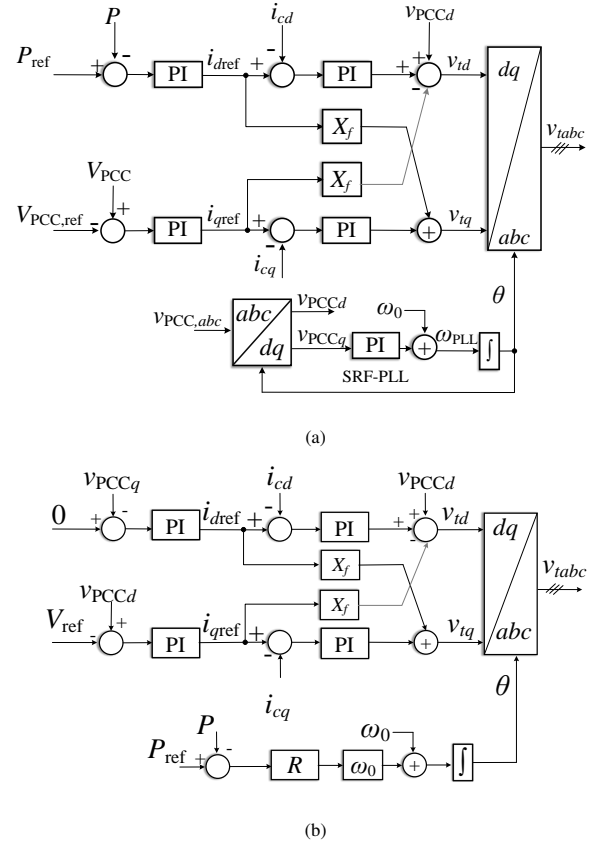 P
i_cd
v_PCCd
P_ref + - PI i_dref + - PI + + - v_td dq
X_f
v_tabc
V_PCC
X_f
V_PCC,ref - + PI i_qref + - PI + v_tq abc
i_cq
θ
v_PCC,abc abc dq v_PCCd
v_PCCq PI ω_0 + ω_PLL ∫
SRF-PLL
(a)
v_PCCq i_cd v_PCCd
0 + - PI i_dref + - PI + + - v_td dq
X_f
v_tabc
v_PCCd
X_f
V_ref - + PI i_qref + - PI + v_tq abc
i_cq
θ
P
ω_0
P_ref + - R ω_0 + ∫
(b)